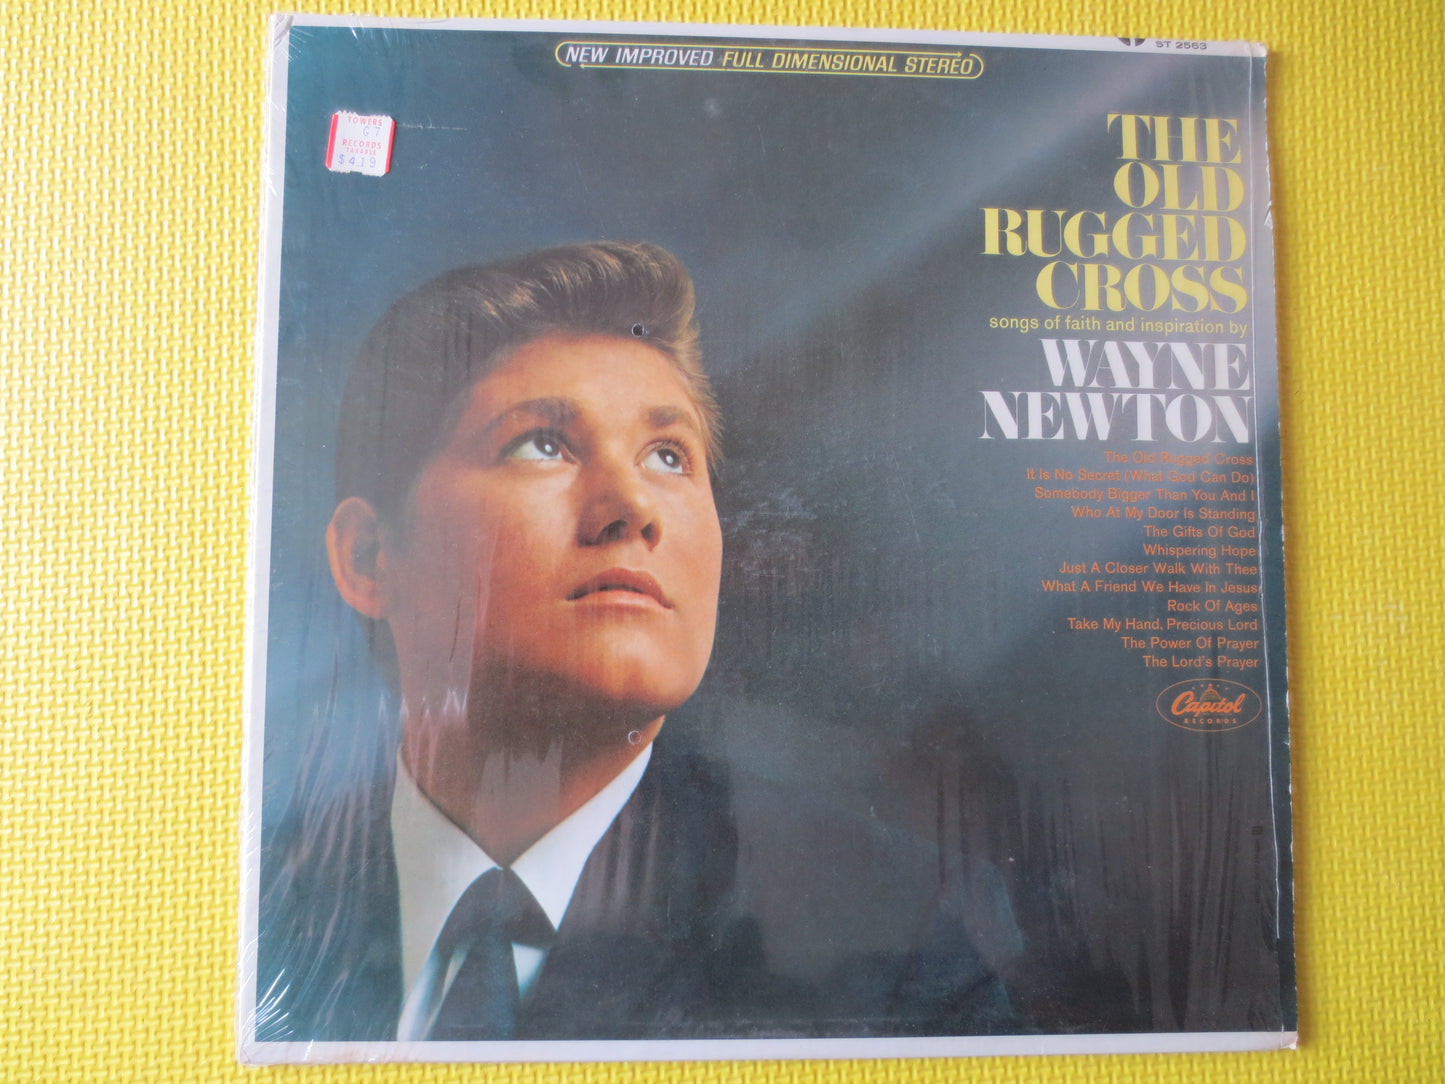 NEW IMPROVED FULL DIMENSIONAL STEREO
ST 2563
TOWERS
G7
RECORDS
TAXABLE
$4.19
THE
OLD
RUGGED
CROSS
songs of faith and inspiration by
WAYNE
NEWTON
The Old Rugged Cross
It Is No Secret (What God Can Do)
Somebody Bigger Than You And I
Who At My Door Is Standing
The Gifts Of God
Whispering Hope
Just A Closer Walk With Thee
What A Friend We Have In Jesus
Rock Of Ages
Take My Hand, Precious Lord
The Power Of Prayer
The Lord's Prayer
Capitol
RECORDS